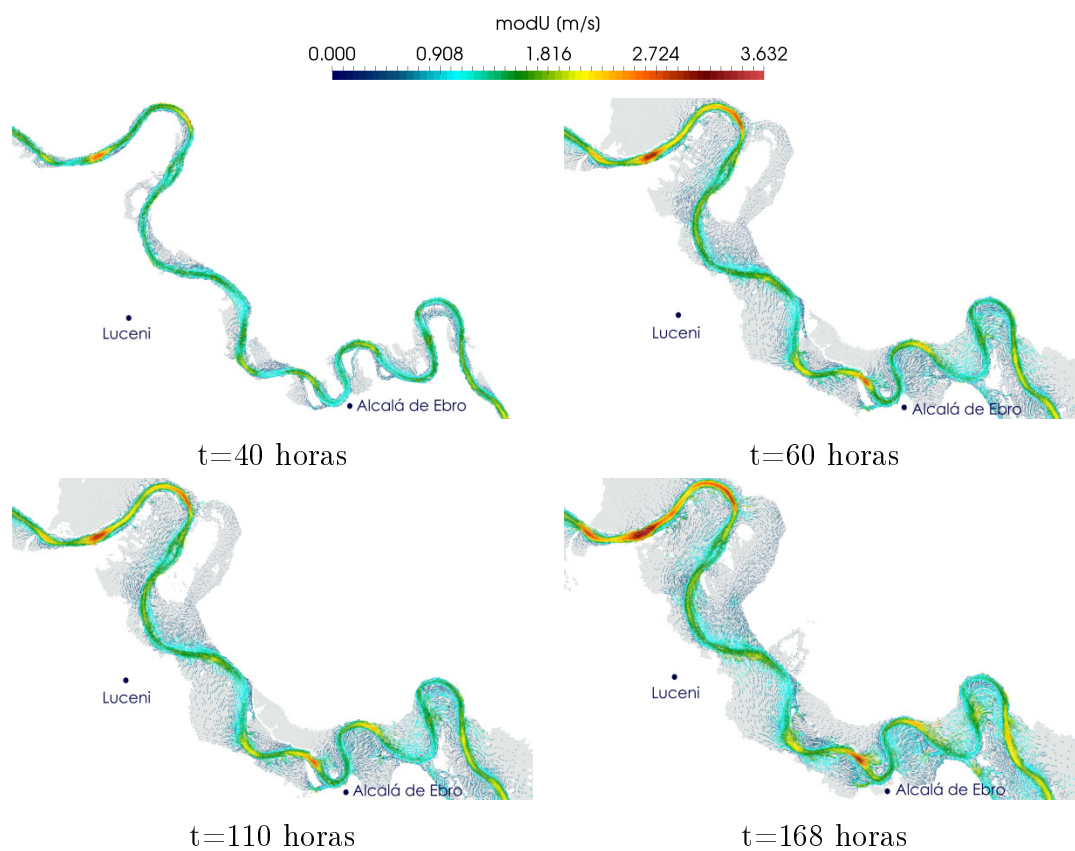 modU (m/s)
0.000 0.908 1.816 2.724 3.632
Luceni
Alcalá de Ebro
t=40 horas
Luceni
Alcalá de Ebro
t=60 horas
Luceni
Alcalá de Ebro
t=110 horas
Luceni
Alcalá de Ebro
t=168 horas